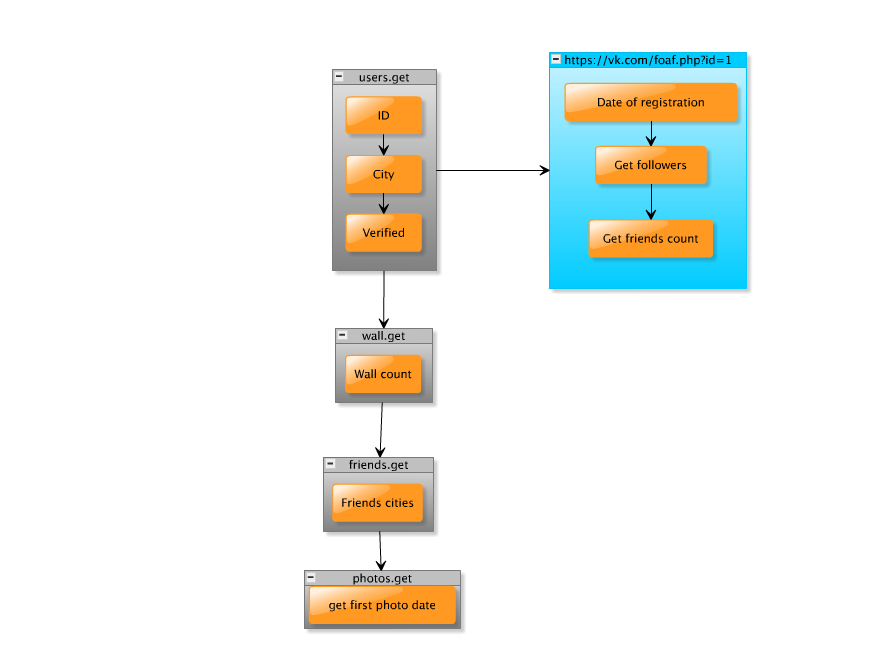 users.get
ID
City
Verified
https://vk.com/foaf.php?id=1
Date of registration
Get followers
Get friends count
wall.get
Wall count
friends.get
Friends cities
photos.get
get first photo date